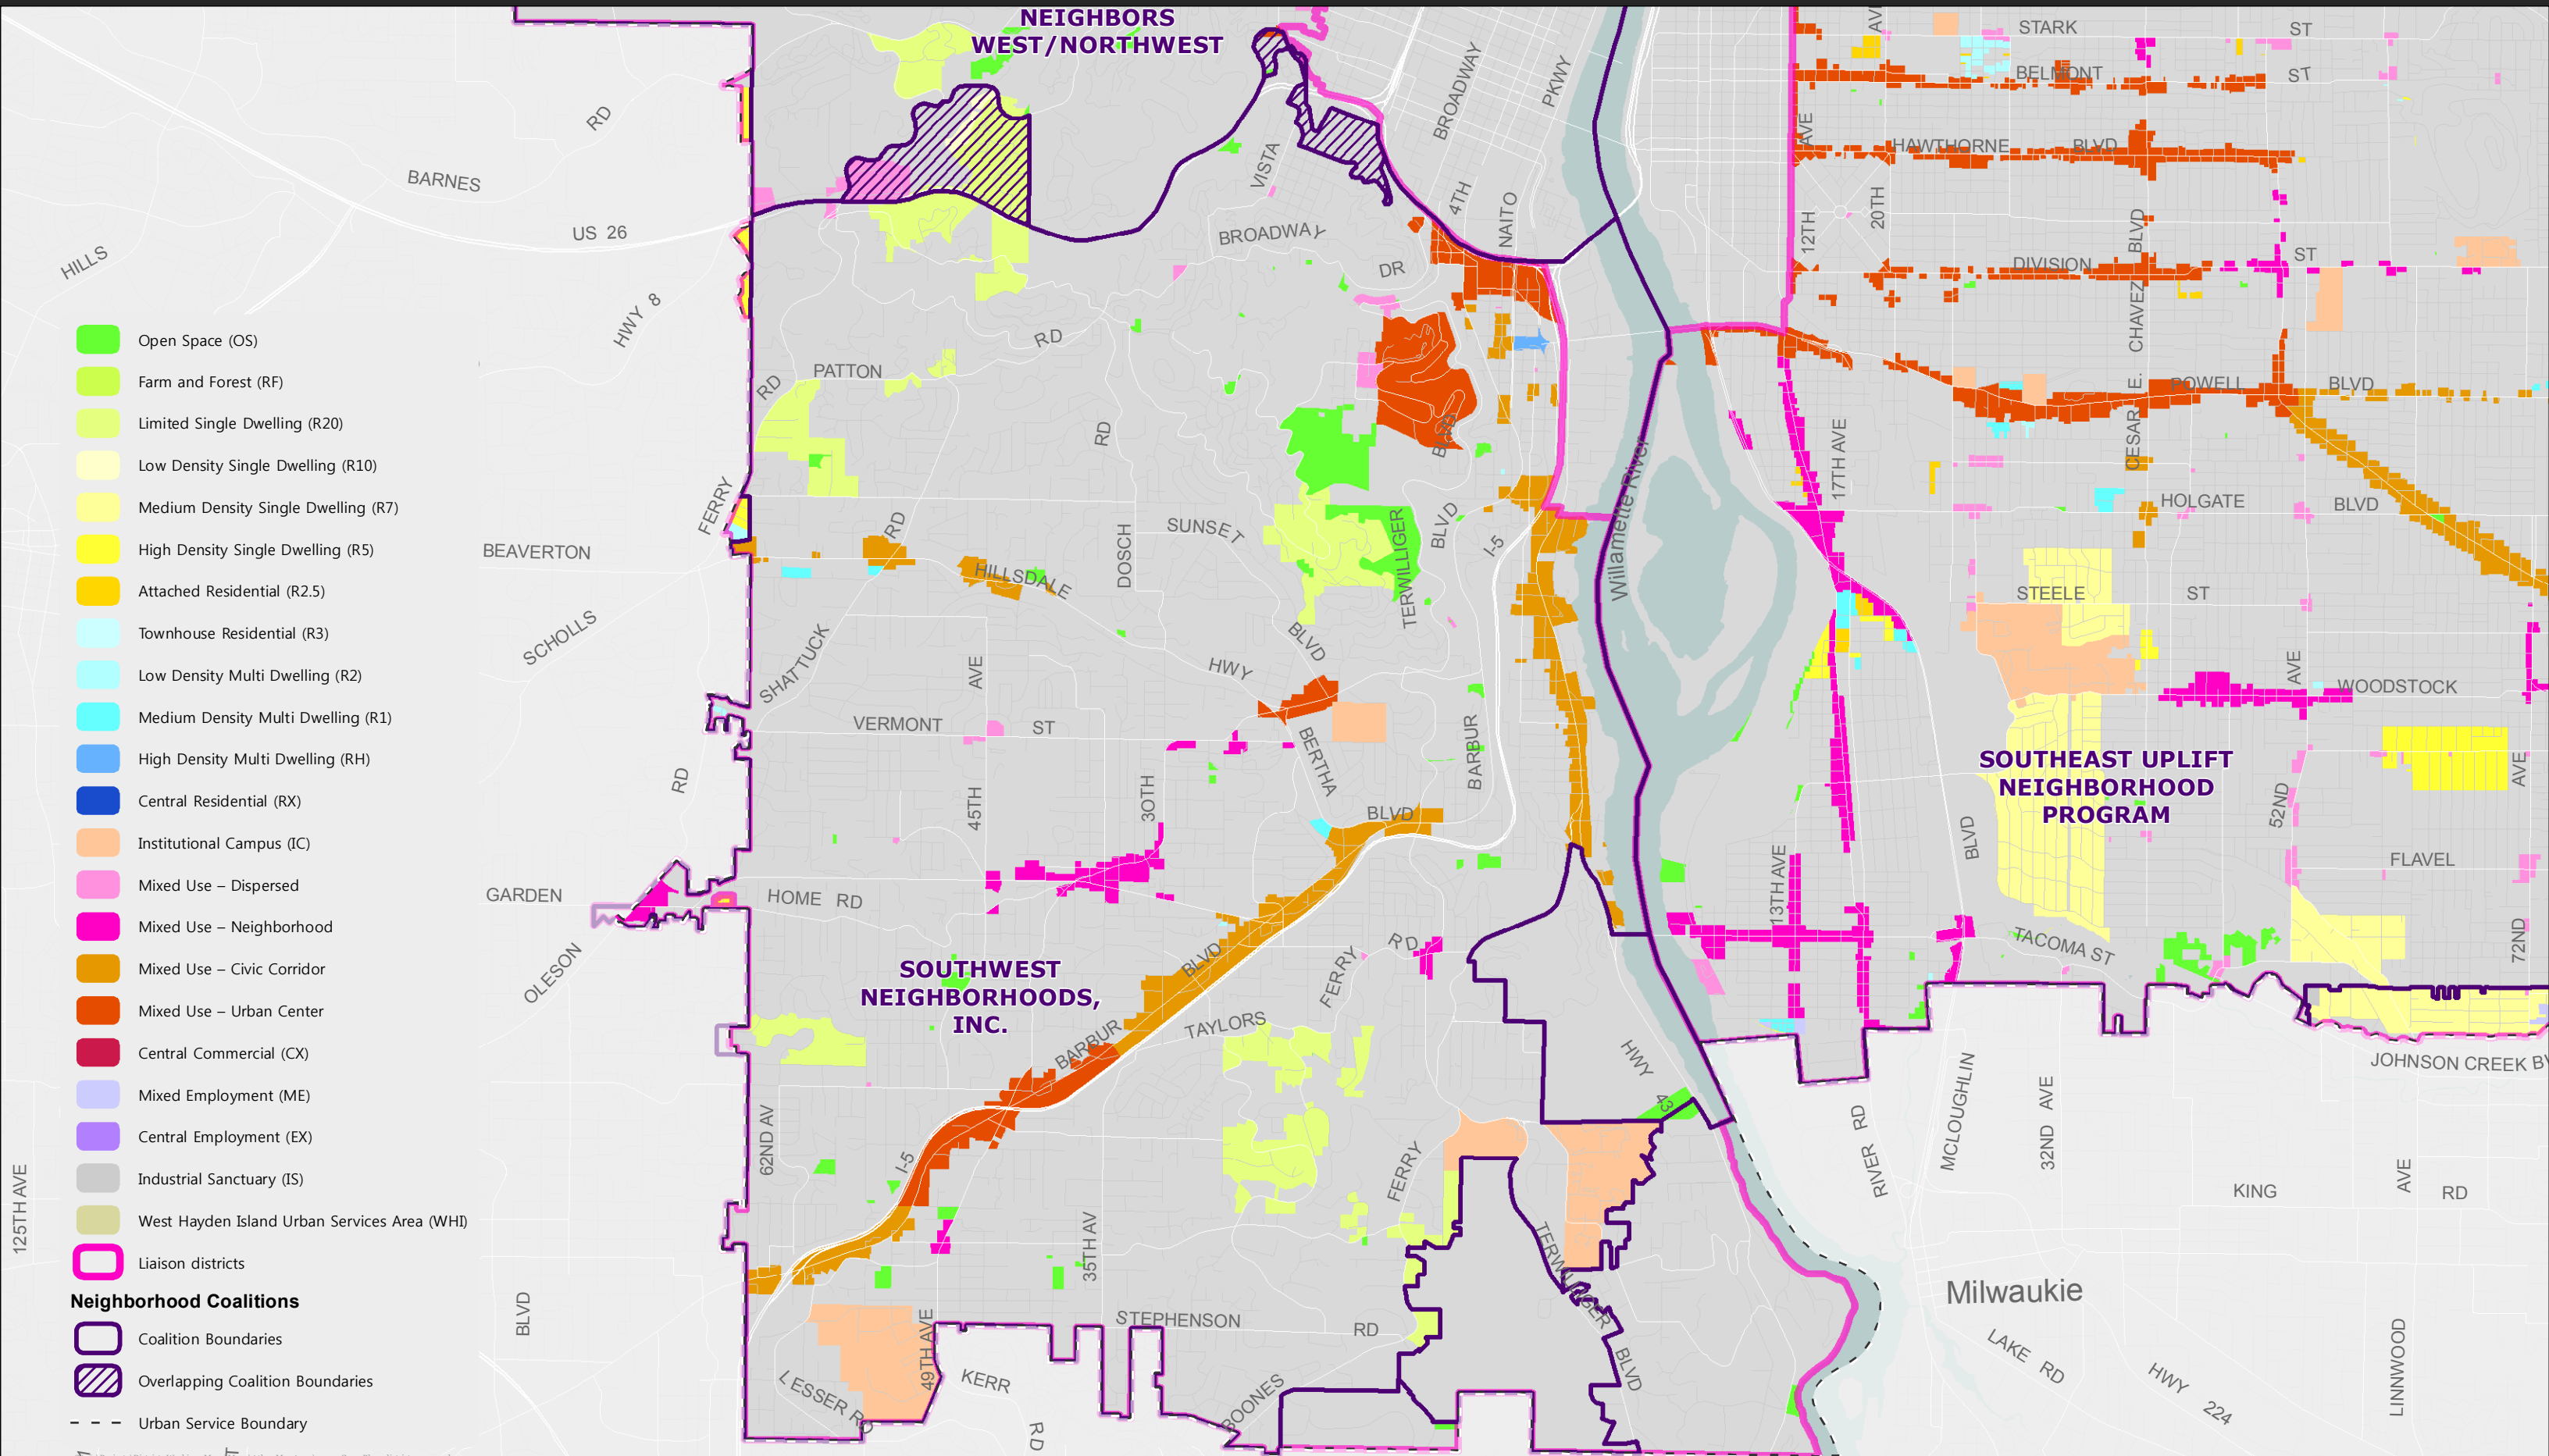 NEIGHBORS
WEST/NORTHWEST
STARK
ST
AVE
BELMONT
ST
HAWTHORNE
BLVD
AVE
12TH
20TH
DIVISION
ST
BROADWAY
PKWY
VISTA
4TH
NAITO
BROADWAY
DR
RD
BARNES
US 26
HILLS
HWY 8
PATTON
RD
RD
RD
BLVD
CHAVEZ
CESAR E.
POWELL
BLVD
17TH AVE
HOLGATE
BLVD
STEELE
ST
AVE
WOODSTOCK
Willamette River
BLVD
BLVD
TERWILLIGER
I-5
SUNSET
DOSCH
RD
FERRY
BEAVERTON
HILLSDALE
SCHOLLS
SHATTUCK
AVE
BLVD
HWY
VERMONT
ST
BERTHA
BARBUR
RD
45TH
30TH
BLVD
SOUTHEAST UPLIFT
NEIGHBORHOOD
PROGRAM
52ND
AVE
BLVD
FLAVEL
GARDEN
HOME RD
13TH AVE
TACOMA ST
72ND
OLESON
SOUTHWEST
NEIGHBORHOODS,
INC.
BLVD
BARBUR
FERRY
RD
TAYLORS
HWY
43
JOHNSON CREEK BV
62ND AV
I-5
FERRY
RIVER RD
MCLOUGHLIN
32ND AVE
AVE
KING
RD
125TH AVE
BLVD
35TH AV
TERWILLIGER
BLVD
STEPHENSON
RD
49TH AVE
LESSER RD
KERR
RD
BOONES
Milwaukie
LAKE RD
HWY
224
LINNWOOD
Open Space (OS)
Farm and Forest (RF)
Limited Single Dwelling (R20)
Low Density Single Dwelling (R10)
Medium Density Single Dwelling (R7)
High Density Single Dwelling (R5)
Attached Residential (R2.5)
Townhouse Residential (R3)
Low Density Multi Dwelling (R2)
Medium Density Multi Dwelling (R1)
High Density Multi Dwelling (RH)
Central Residential (RX)
Institutional Campus (IC)
Mixed Use – Dispersed
Mixed Use – Neighborhood
Mixed Use – Civic Corridor
Mixed Use – Urban Center
Central Commercial (CX)
Mixed Employment (ME)
Central Employment (EX)
Industrial Sanctuary (IS)
West Hayden Island Urban Services Area (WHI)
Liaison districts
Neighborhood Coalitions
Coalition Boundaries
Overlapping Coalition Boundaries
Urban Service Boundary